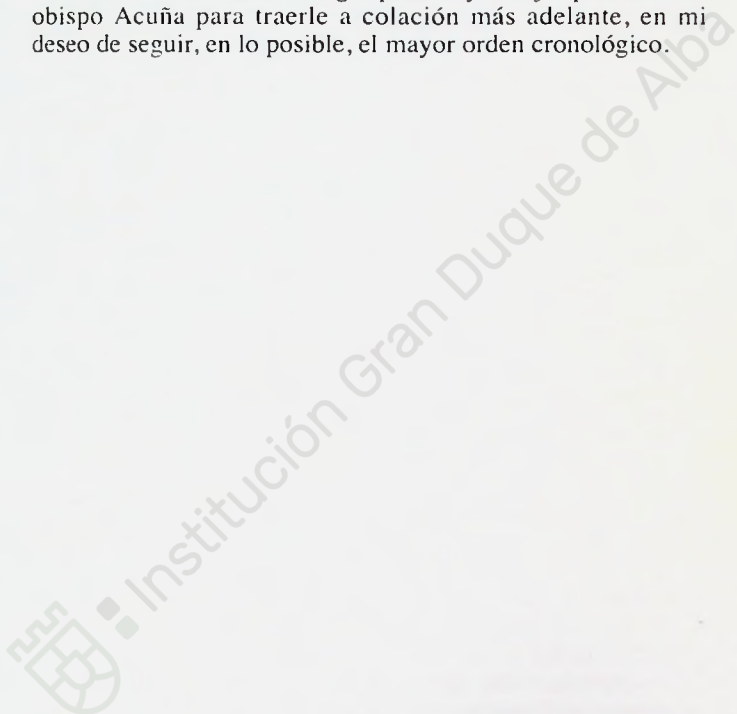 obispo Acuña para traerle a colación más adelante, en mi
deseo de seguir, en lo posible, el mayor orden cronológico.
Institución Gran Duque de Alba